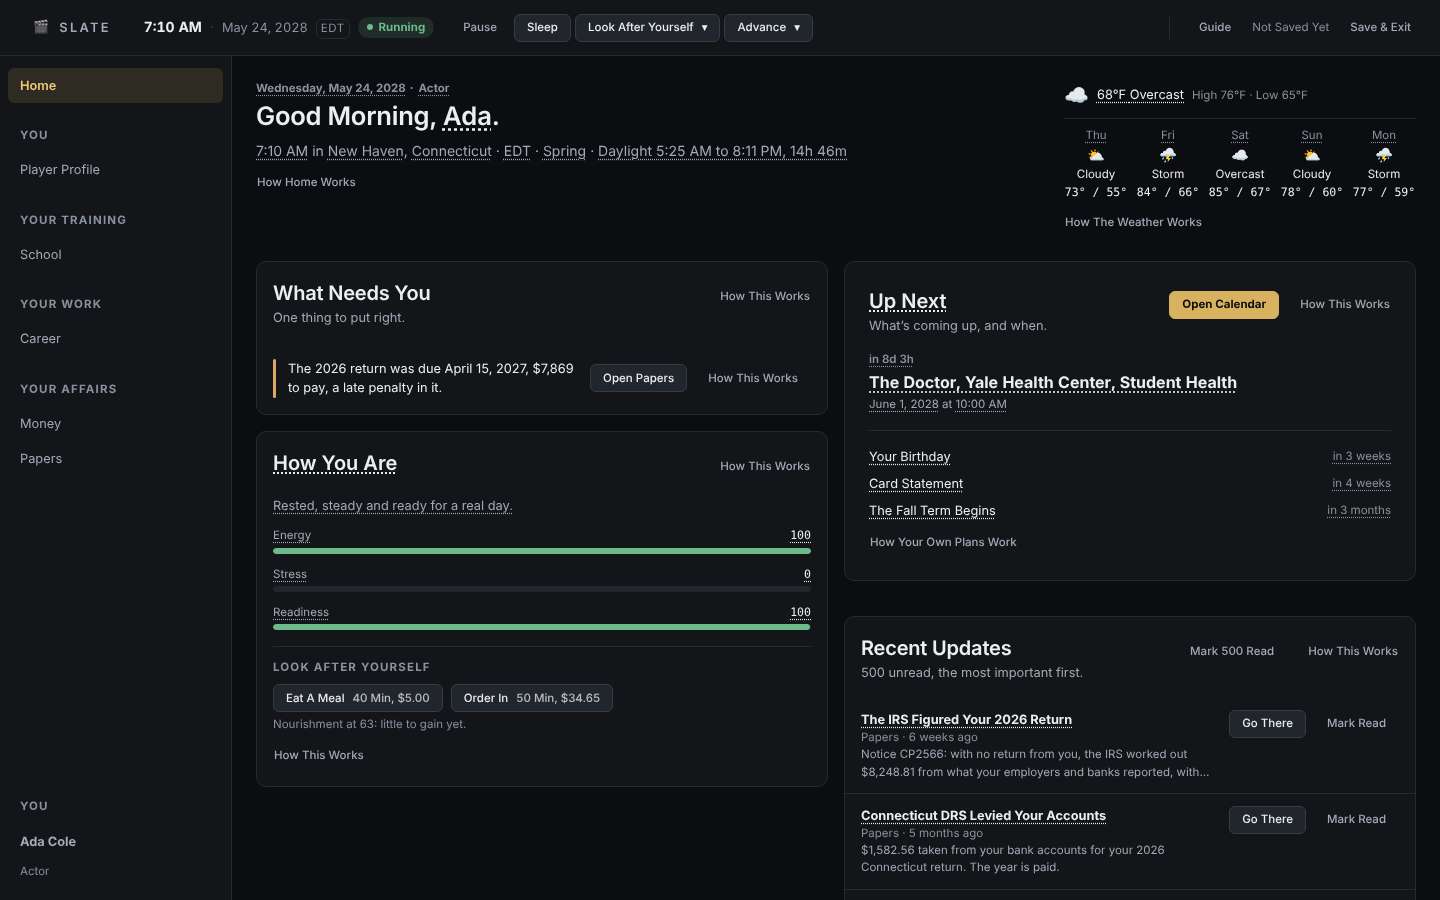 SLATE
7:10 AM · May 24, 2028 EDT Running
Pause
Sleep
Look After Yourself ▾
Advance ▾
Guide
Not Saved Yet
Save & Exit
Home
YOU
Player Profile
YOUR TRAINING
School
YOUR WORK
Career
YOUR AFFAIRS
Money
Papers
YOU
Ada Cole
Actor
Wednesday, May 24, 2028 · Actor
Good Morning, Ada.
7:10 AM in New Haven, Connecticut · EDT · Spring · Daylight 5:25 AM to 8:11 PM, 14h 46m
How Home Works
68°F Overcast High 76°F · Low 65°F
Thu Fri Sat Sun Mon
Cloudy Storm Overcast Cloudy Storm
73° / 55° 84° / 66° 85° / 67° 78° / 60° 77° / 59°
How The Weather Works
What Needs You
How This Works
One thing to put right.
The 2026 return was due April 15, 2027, $7,869
to pay, a late penalty in it.
Open Papers
How This Works
How You Are
How This Works
Rested, steady and ready for a real day.
Energy 100
Stress 0
Readiness 100
LOOK AFTER YOURSELF
Eat A Meal 40 Min, $5.00
Order In 50 Min, $34.65
Nourishment at 63: little to gain yet.
How This Works
Up Next
Open Calendar
How This Works
What's coming up, and when.
in 8d 3h
The Doctor, Yale Health Center, Student Health
June 1, 2028 at 10:00 AM
Your Birthday in 3 weeks
Card Statement in 4 weeks
The Fall Term Begins in 3 months
How Your Own Plans Work
Recent Updates
Mark 500 Read
How This Works
500 unread, the most important first.
The IRS Figured Your 2026 Return
Go There
Mark Read
Papers · 6 weeks ago
Notice CP2566: with no return from you, the IRS worked out
$8,248.81 from what your employers and banks reported, with...
Connecticut DRS Levied Your Accounts
Go There
Mark Read
Papers · 5 months ago
$1,582.56 taken from your bank accounts for your 2026
Connecticut return. The year is paid.